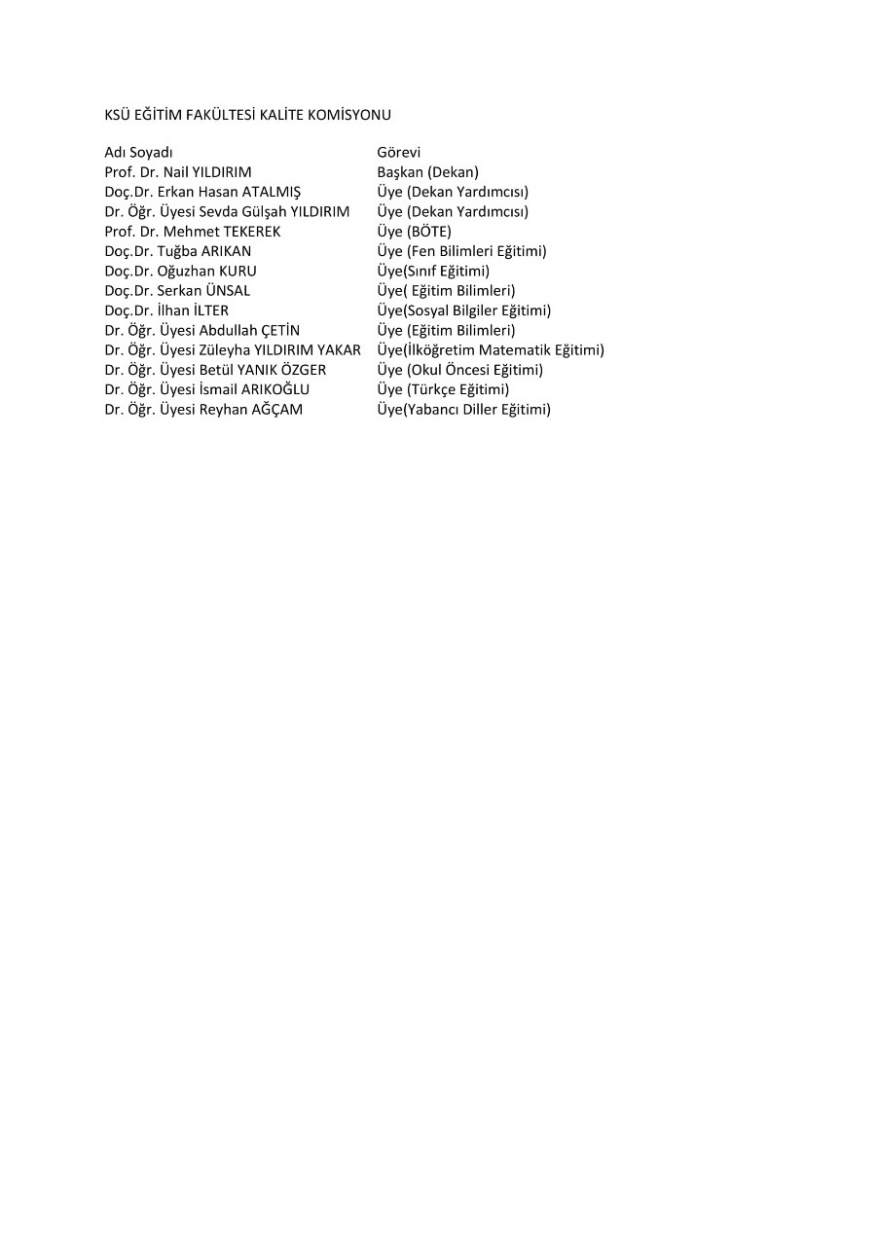 KSÜ EĞİTİM FAKÜLTESİ KALİTE KOMİSYONU
Adı Soyadı Görevi
Prof. Dr. Nail YILDIRIM Başkan (Dekan)
Doç.Dr. Erkan Hasan ATALMIŞ Üye (Dekan Yardımcısı)
Dr. Öğr. Üyesi Sevda Gülşah YILDIRIM Üye (Dekan Yardımcısı)
Prof. Dr. Mehmet TEKEREK Üye (BÖTE)
Doç.Dr. Tuğba ARIKAN Üye (Fen Bilimleri Eğitimi)
Doç.Dr. Oğuzhan KURU Üye(Sınıf Eğitimi)
Doç.Dr. Serkan ÜNSAL Üye( Eğitim Bilimleri)
Doç.Dr. İlhan İLTER Üye(Sosyal Bilgiler Eğitimi)
Dr. Öğr. Üyesi Abdullah ÇETİN Üye (Eğitim Bilimleri)
Dr. Öğr. Üyesi Züleyha YILDIRIM YAKAR Üye(İlköğretim Matematik Eğitimi)
Dr. Öğr. Üyesi Betül YANIK ÖZGER Üye (Okul Öncesi Eğitimi)
Dr. Öğr. Üyesi İsmail ARIKOĞLU Üye (Türkçe Eğitimi)
Dr. Öğr. Üyesi Reyhan AĞÇAM Üye(Yabancı Diller Eğitimi)